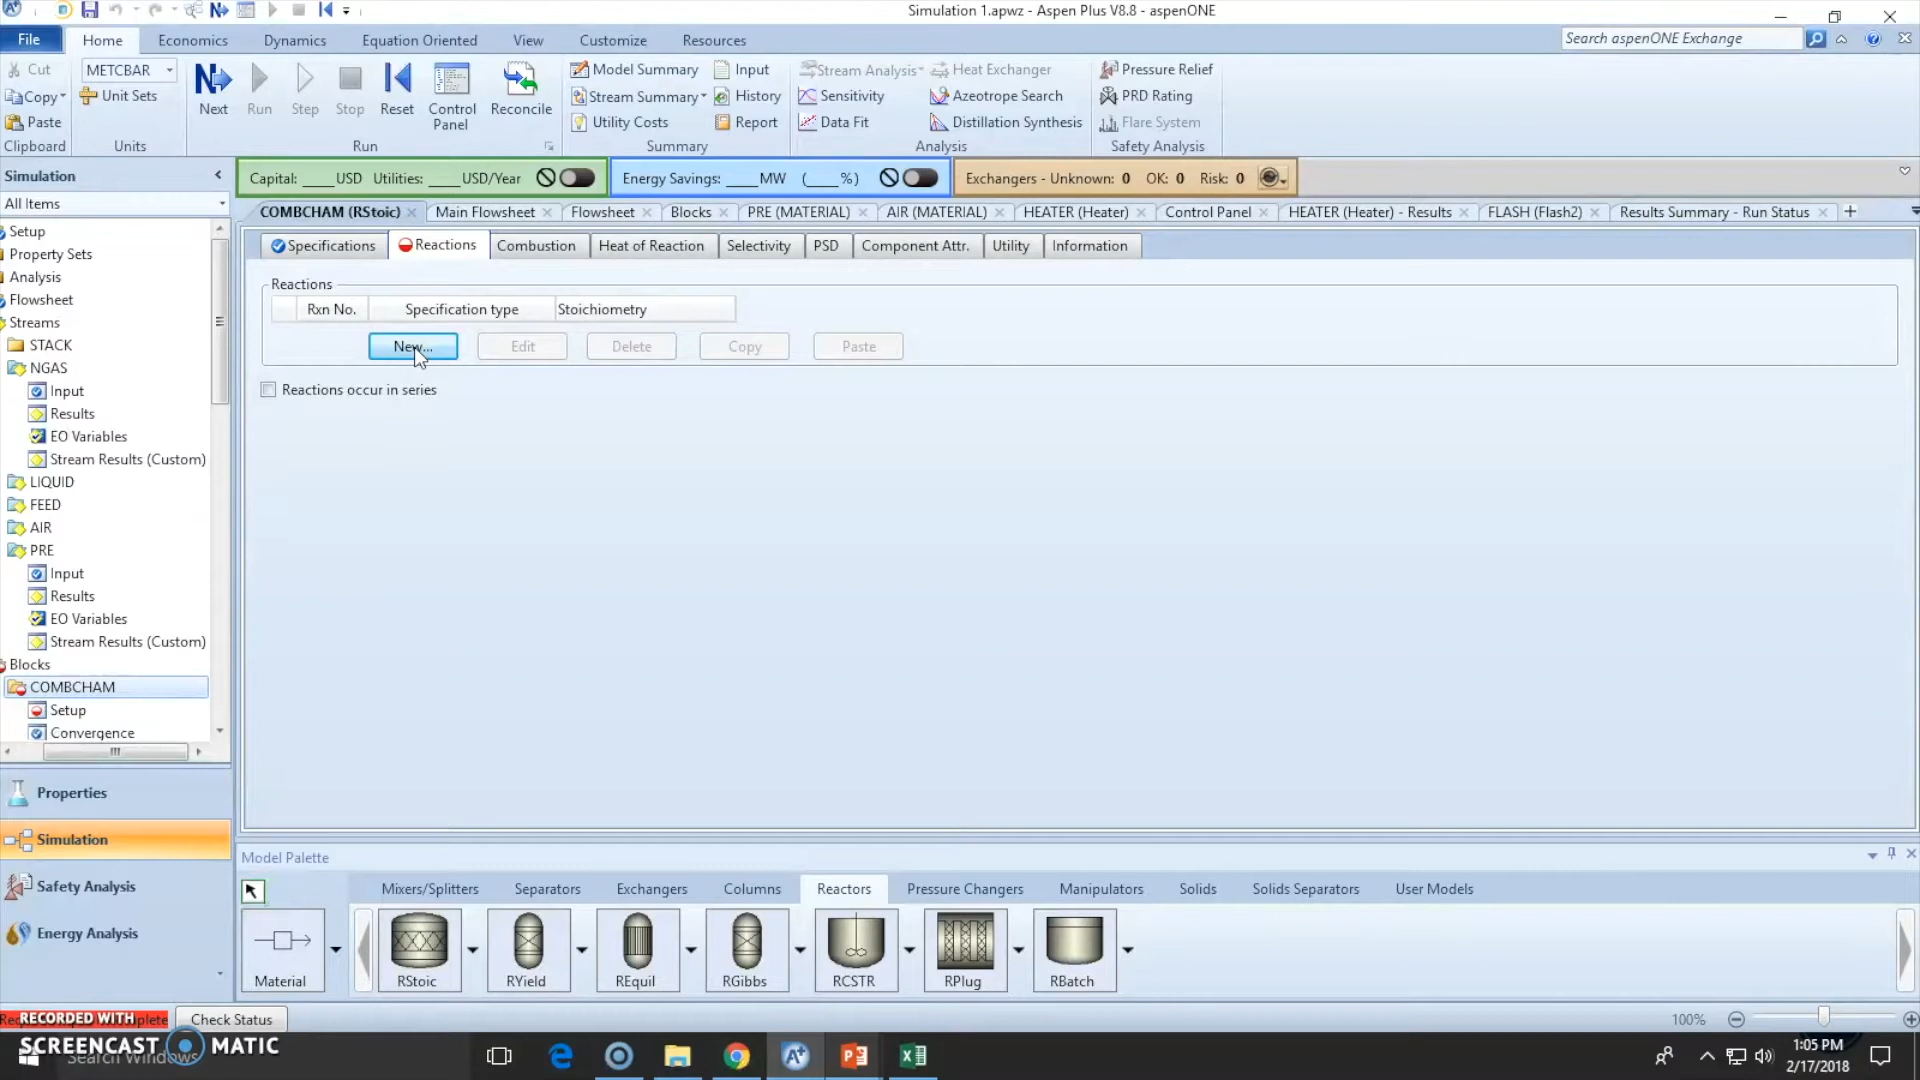 Simulation 1.apwz - Aspen Plus V8.8 - aspenONE
File Home Economics Dynamics Equation Oriented View Customize Resources Search aspenONE Exchange
Cut METCBAR Model Summary Input Stream Analysis Heat Exchanger Pressure Relief
Copy Unit Sets Next Run Step Stop Reset Control Panel Reconcile Stream Summary History Sensitivity Azeotrope Search PRD Rating
Paste Utility Costs Report Data Fit Distillation Synthesis Flare System
Clipboard Units Run Summary Analysis Safety Analysis
Simulation Capital: ____USD Utilities: ____USD/Year Energy Savings: ____MW (____%) Exchangers - Unknown: 0 OK: 0 Risk: 0
All Items COMBCHAM (RStoic) Main Flowsheet Flowsheet Blocks PRE (MATERIAL) AIR (MATERIAL) HEATER (Heater) Control Panel HEATER (Heater) - Results FLASH (Flash2) Results Summary - Run Status
Specifications Reactions Combustion Heat of Reaction Selectivity PSD Component Attr. Utility Information
Reactions
Rxn No. Specification type Stoichiometry
New... Edit Delete Copy Paste
Reactions occur in series
Setup
Property Sets
Analysis
Flowsheet
Streams
STACK
NGAS
Input
Results
EO Variables
Stream Results (Custom)
LIQUID
FEED
AIR
PRE
Input
Results
EO Variables
Stream Results (Custom)
Blocks
COMBCHAM
Setup
Convergence
Properties
Simulation
Safety Analysis
Energy Analysis
Model Palette
Mixers/Splitters Separators Exchangers Columns Reactors Pressure Changers Manipulators Solids Solids Separators User Models
Material RStoic RYield REquil RGibbs RCSTR RPlug RBatch
RECORDED WITH Check Status 100%
SCREENCAST MATIC
Search Windows
1:05 PM
2/17/2018